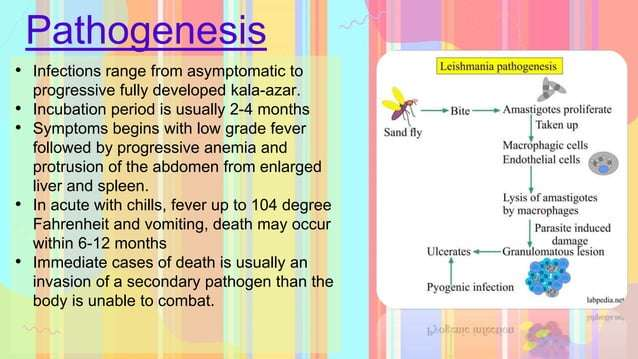 Pathogenesis
• Infections range from asymptomatic to
progressive fully developed kala-azar.
• Incubation period is usually 2-4 months
• Symptoms begins with low grade fever
followed by progressive anemia and
protrusion of the abdomen from enlarged
liver and spleen.
• In acute with chills, fever up to 104 degree
Fahrenheit and vomiting, death may occur
within 6-12 months
• Immediate cases of death is usually an
invasion of a secondary pathogen than the
body is unable to combat.
Leishmania pathogenesis
Sand fly
Bite
Amastigotes proliferate
Taken up
Macrophagic cells
Endothelial cells
Lysis of amastigotes
by macrophages
Parasite induced
damage
Ulcerates
Granulomatous lesion
Pyogenic infection
labpedia.net